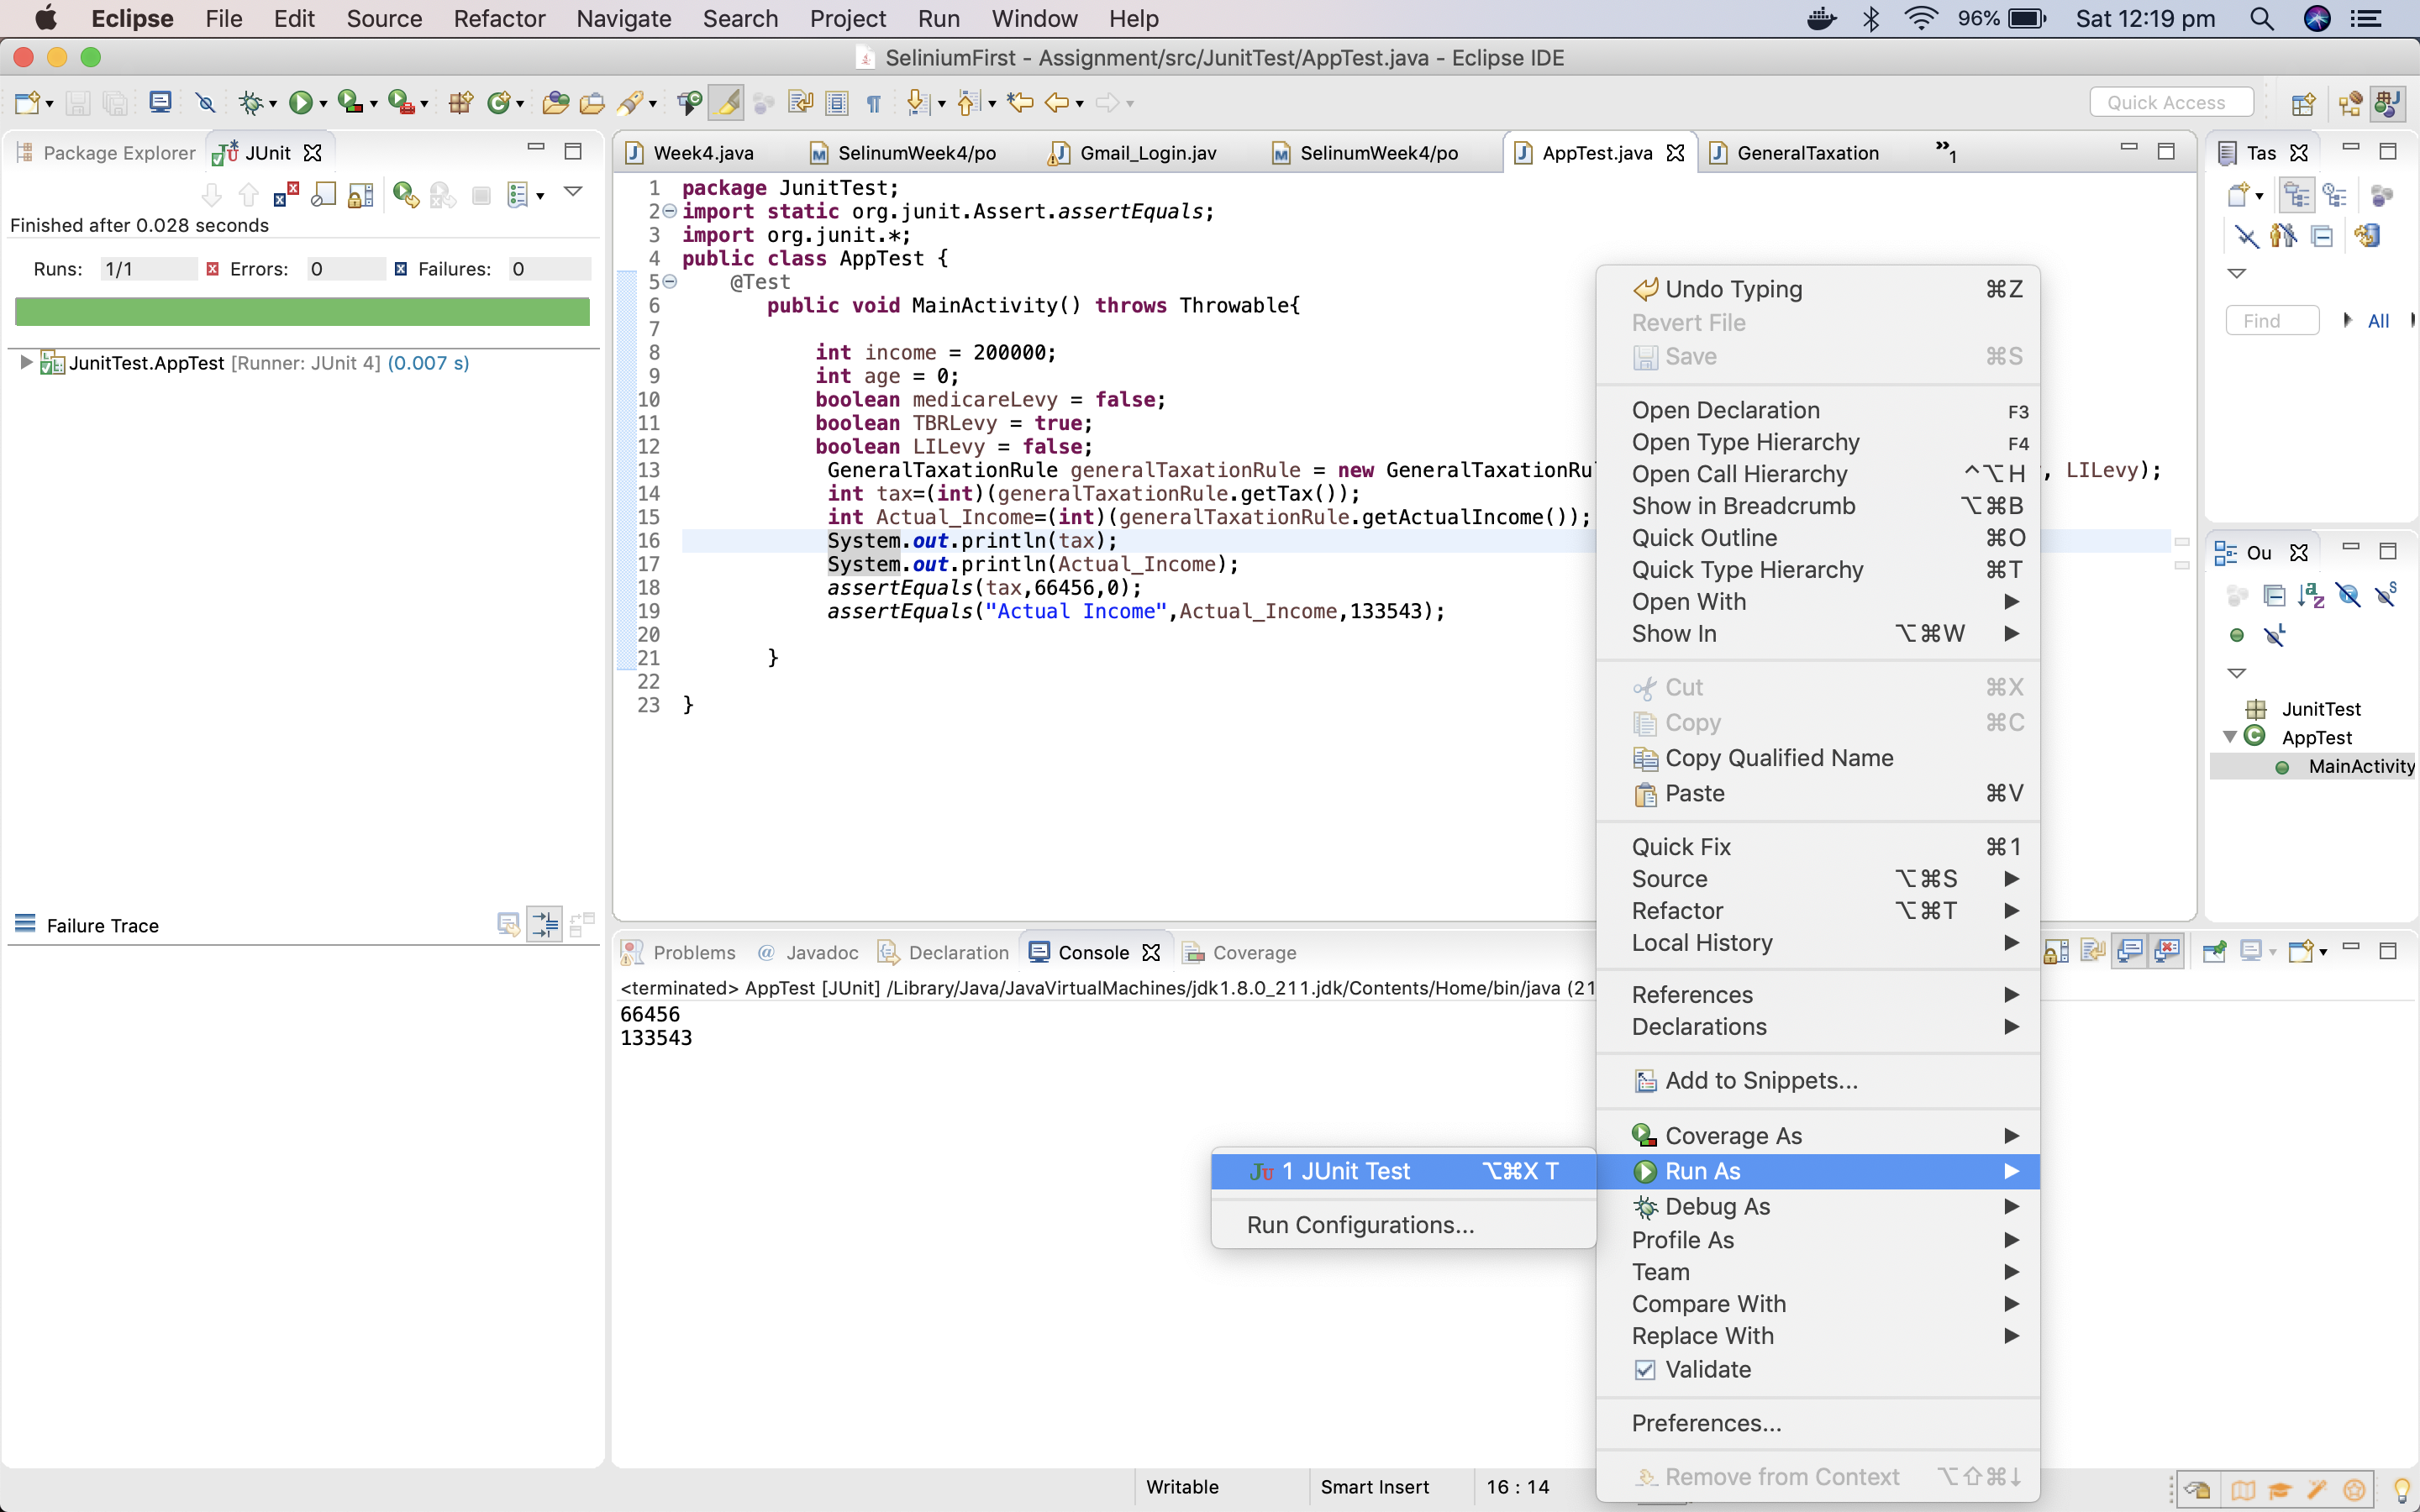 Eclipse File Edit Source Refactor Navigate Search Project Run Window Help 96% Sat 12:19 pm
SeliniumFirst - Assignment/src/JunitTest/AppTest.java - Eclipse IDE
Quick Access
Package Explorer JUnit
Finished after 0.028 seconds
Runs: 1/1 Errors: 0 Failures: 0
JunitTest.AppTest [Runner: JUnit 4] (0.007 s)
Failure Trace
Week4.java SelinumWeek4/po Gmail_Login.jav SelinumWeek4/po AppTest.java GeneralTaxation »1
1 package JunitTest;
2 import static org.junit.Assert.assertEquals;
3 import org.junit.*;
4 public class AppTest {
5 @Test
6 public void MainActivity() throws Throwable{
7
8 int income = 200000;
9 int age = 0;
10 boolean medicareLevy = false;
11 boolean TBRLevy = true;
12 boolean LILevy = false;
13 GeneralTaxationRule generalTaxationRule = new GeneralTaxationRu , LILevy);
14 int tax=(int)(generalTaxationRule.getTax());
15 int Actual_Income=(int)(generalTaxationRule.getActualIncome());
16 System.out.println(tax);
17 System.out.println(Actual_Income);
18 assertEquals(tax,66456,0);
19 assertEquals("Actual Income",Actual_Income,133543);
20
21 }
22
23 }
Problems @ Javadoc Declaration Console Coverage
<terminated> AppTest [JUnit] /Library/Java/JavaVirtualMachines/jdk1.8.0_211.jdk/Contents/Home/bin/java (21
66456
133543
Undo Typing ⌘Z
Revert File
Save ⌘S
Open Declaration F3
Open Type Hierarchy F4
Open Call Hierarchy ^⌥H
Show in Breadcrumb ⌥⌘B
Quick Outline ⌘O
Quick Type Hierarchy ⌘T
Open With
Show In ⌥⌘W
Cut ⌘X
Copy ⌘C
Copy Qualified Name
Paste ⌘V
Quick Fix ⌘1
Source ⌥⌘S
Refactor ⌥⌘T
Local History
References
Declarations
Add to Snippets...
Coverage As
Run As
Debug As
Profile As
Team
Compare With
Replace With
Validate
Preferences...
Remove from Context ⌥⇧⌘↓
1 JUnit Test ⌥⌘X T
Run Configurations...
Tas
Find All
Ou
JunitTest
AppTest
MainActivity
Writable Smart Insert 16 : 14